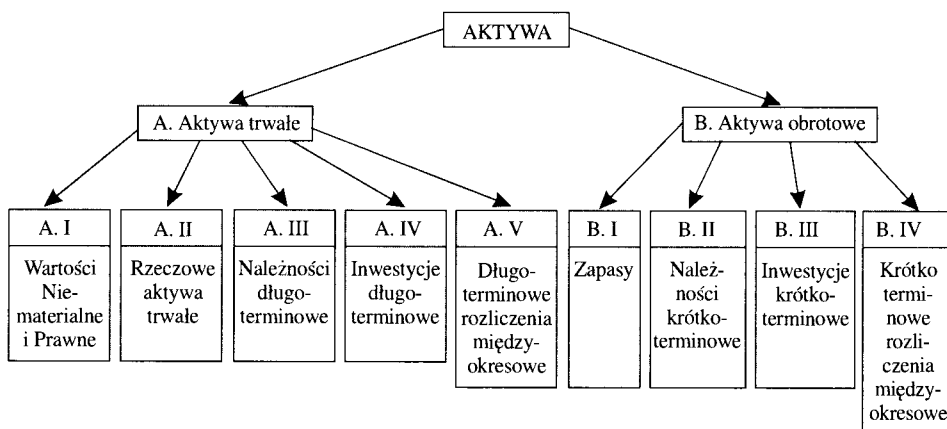 AKTYWA
A. Aktywa trwałe
B. Aktywa obrotowe
A. I
Wartości
Nie-
materialne
i Prawne
A. II
Rzeczowe
aktywa
trwałe
A. III
Należności
długo-
terminowe
A. IV
Inwestycje
długo-
terminowe
A. V
Długo-
terminowe
rozliczenia
między-
okresowe
B. I
Zapasy
B. II
Należ-
ności
krótko-
terminowe
B. III
Inwestycje
krótko-
terminowe
B. IV
Krótko
termi-
nowe
rozli-
czenia
między-
okresowe